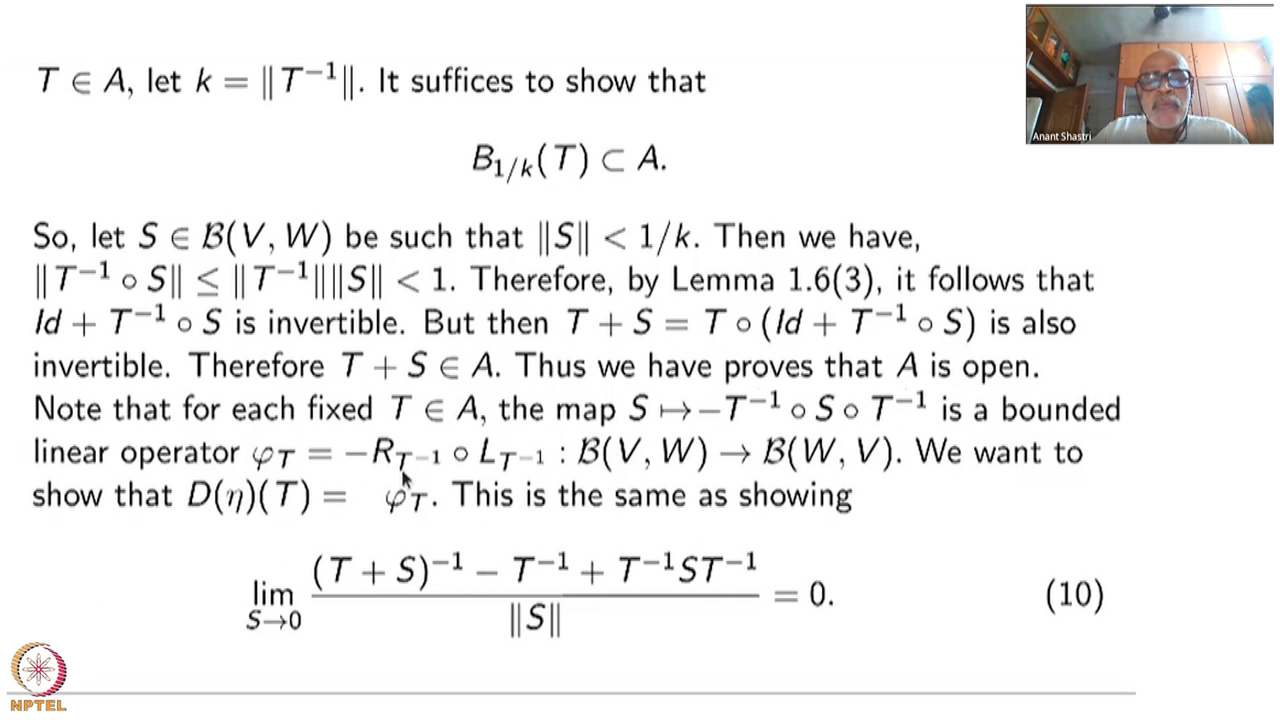 T ∈ A, let k = ‖T⁻¹‖. It suffices to show that
B₁/ₖ(T) ⊂ A.
So, let S ∈ ℬ(V, W) be such that ‖S‖ < 1/k. Then we have,
‖T⁻¹ ∘ S‖ ≤ ‖T⁻¹‖‖S‖ < 1. Therefore, by Lemma 1.6(3), it follows that
Id + T⁻¹ ∘ S is invertible. But then T + S = T ∘ (Id + T⁻¹ ∘ S) is also
invertible. Therefore T + S ∈ A. Thus we have proves that A is open.
Note that for each fixed T ∈ A, the map S ↦ −T⁻¹ ∘ S ∘ T⁻¹ is a bounded
linear operator φ_T = −R_{T⁻¹} ∘ L_{T⁻¹} : ℬ(V, W) → ℬ(W, V). We want to
show that D(η)(T) = φ_T. This is the same as showing
lim_{S→0} ((T + S)⁻¹ − T⁻¹ + T⁻¹ST⁻¹) / ‖S‖ = 0. (10)
Anant Shastri
NPTEL